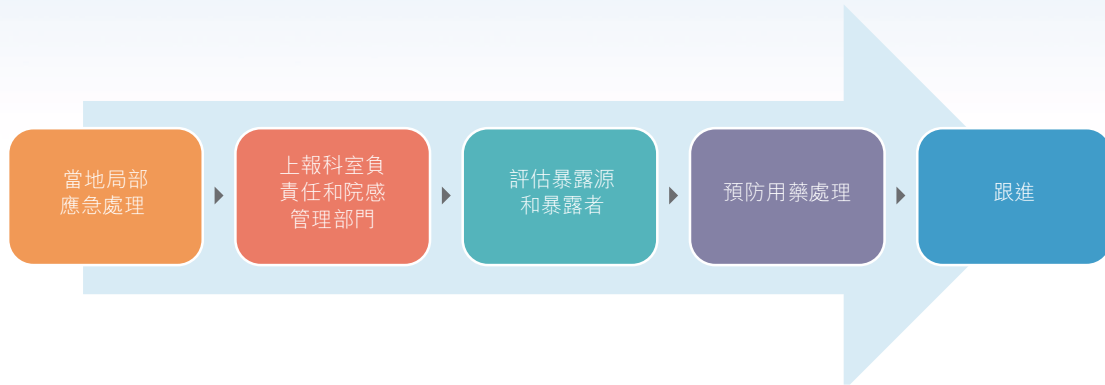 當地局部
應急處理
上報科室負
責任和院感
管理部門
評估暴露源
和暴露者
預防用藥處理
跟進